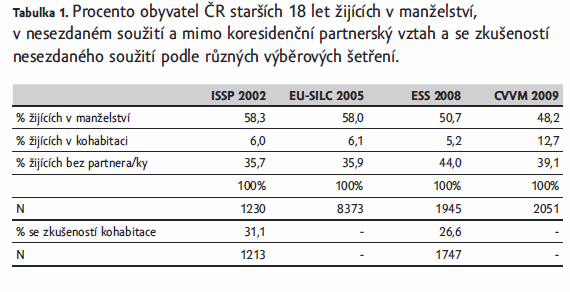 Tabulka 1. Procento obyvatel ČR starších 18 let žijících v manželství,
v nesezdaném soužití a mimo koresidenční partnerský vztah a se zkušeností
nesezdaného soužití podle různých výběrových šetření.
ISSP 2002 EU-SILC 2005 ESS 2008 CVVM 2009
% žijících v manželství 58,3 58,0 50,7 48,2
% žijících v kohabitaci 6,0 6,1 5,2 12,7
% žijících bez partnera/ky 35,7 35,9 44,0 39,1
100% 100% 100% 100%
N 1230 8373 1945 2051
% se zkušeností kohabitace 31,1 - 26,6 -
N 1213 - 1747 -